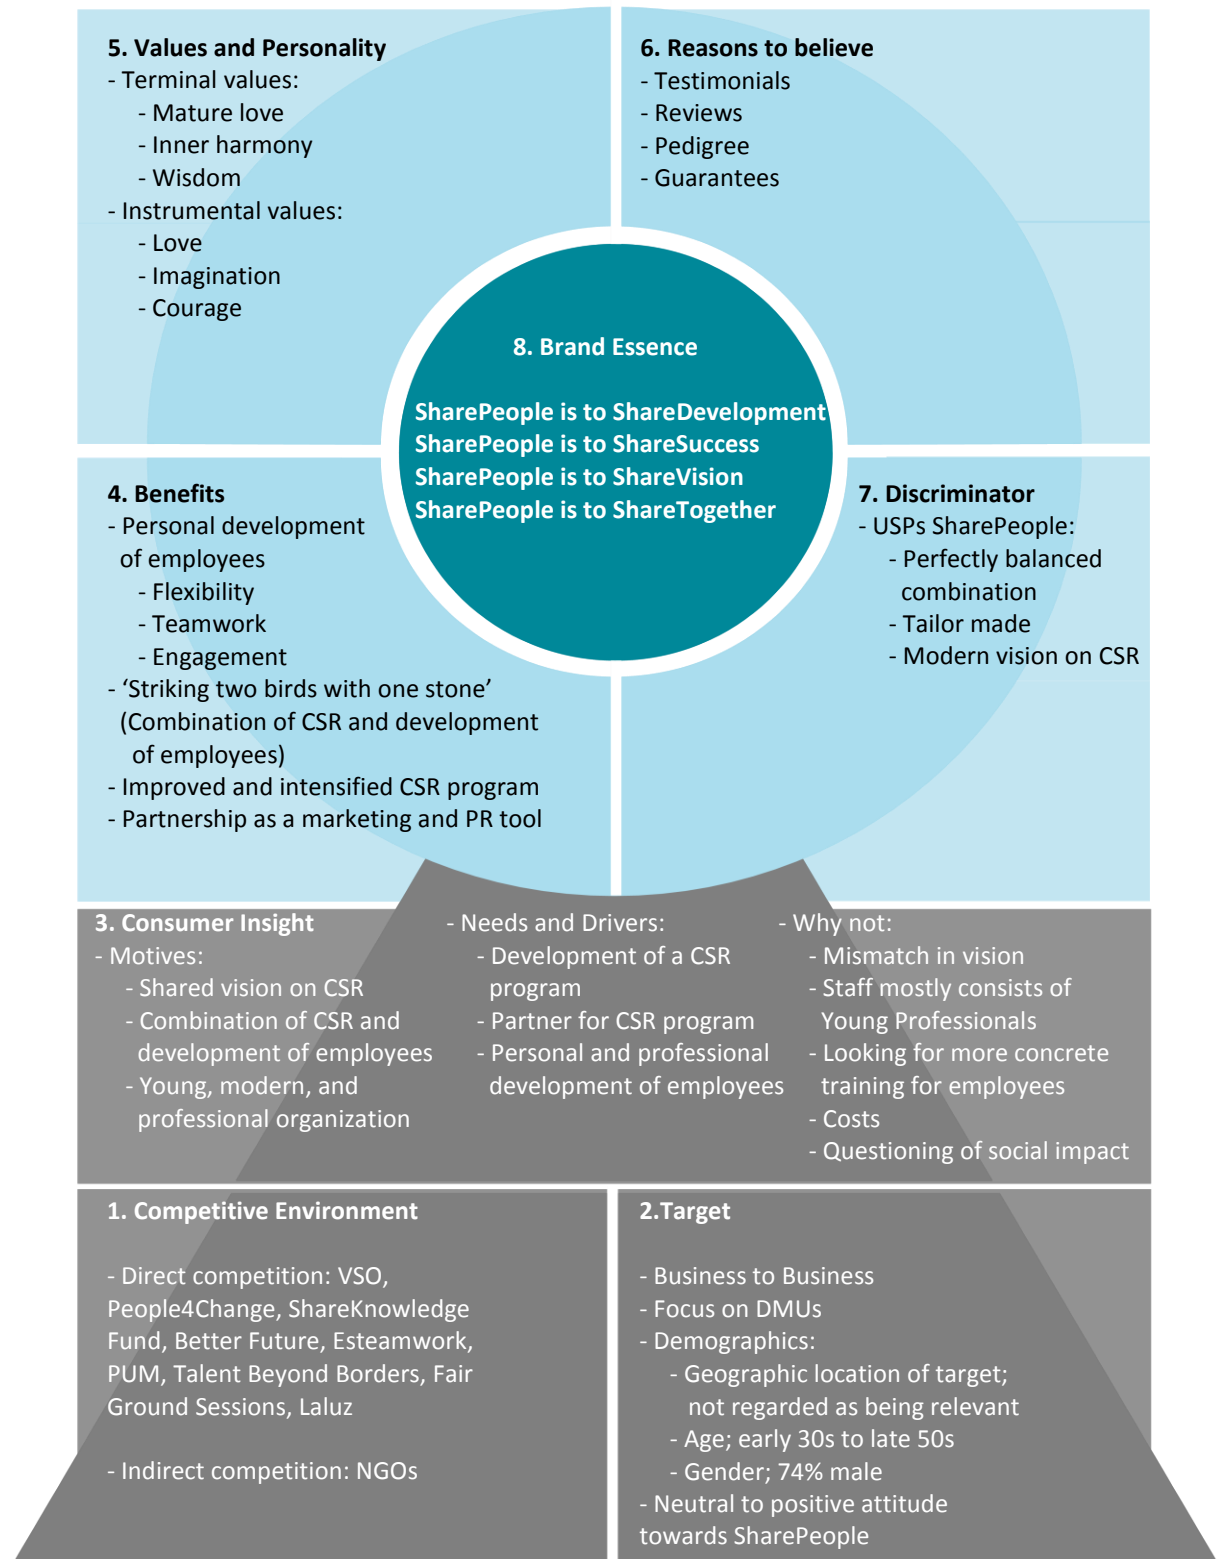 5. Values and Personality
- Terminal values:
- Mature love
- Inner harmony
- Wisdom
- Instrumental values:
- Love
- Imagination
- Courage
6. Reasons to believe
- Testimonials
- Reviews
- Pedigree
- Guarantees
8. Brand Essence
SharePeople is to ShareDevelopment
SharePeople is to ShareSuccess
SharePeople is to ShareVision
SharePeople is to ShareTogether
4. Benefits
- Personal development
of employees
- Flexibility
- Teamwork
- Engagement
- ‘Striking two birds with one stone’
(Combination of CSR and development
of employees)
- Improved and intensified CSR program
- Partnership as a marketing and PR tool
7. Discriminator
- USPs SharePeople:
- Perfectly balanced
combination
- Tailor made
- Modern vision on CSR
3. Consumer Insight
- Motives:
- Shared vision on CSR
- Combination of CSR and
development of employees
- Young, modern, and
professional organization
- Needs and Drivers:
- Development of a CSR
program
- Partner for CSR program
- Personal and professional
development of employees
- Why not:
- Mismatch in vision
- Staff mostly consists of
Young Professionals
- Looking for more concrete
training for employees
- Costs
- Questioning of social impact
1. Competitive Environment
- Direct competition: VSO,
People4Change, ShareKnowledge
Fund, Better Future, Esteamwork,
PUM, Talent Beyond Borders, Fair
Ground Sessions, Laluz
- Indirect competition: NGOs
2.Target
- Business to Business
- Focus on DMUs
- Demographics:
- Geographic location of target;
not regarded as being relevant
- Age; early 30s to late 50s
- Gender; 74% male
- Neutral to positive attitude
towards SharePeople